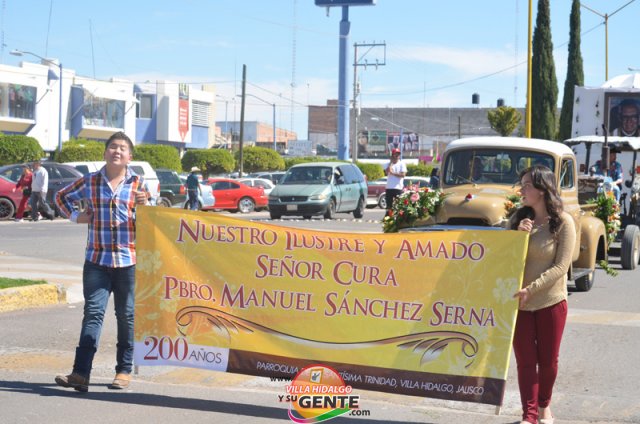 Nuestro Ilustre y Amado
Señor Cura
Pbro. Manuel Sánchez Serna
200 AÑOS
PARROQUIA TRINIDAD, VILLA HIDALGO, JALISCO
www.
VILLA HIDALGO
Y SU GENTE
.com